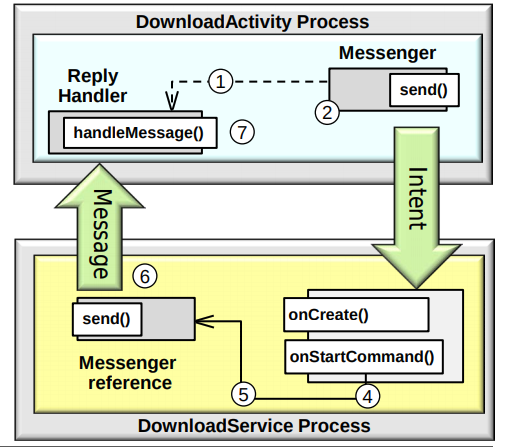 DownloadActivity Process
Messenger
Reply
Handler
1
send()
2
handleMessage()
7
Intent
Message
6
send()
onCreate()
onStartCommand()
Messenger
reference
5
4
DownloadService Process